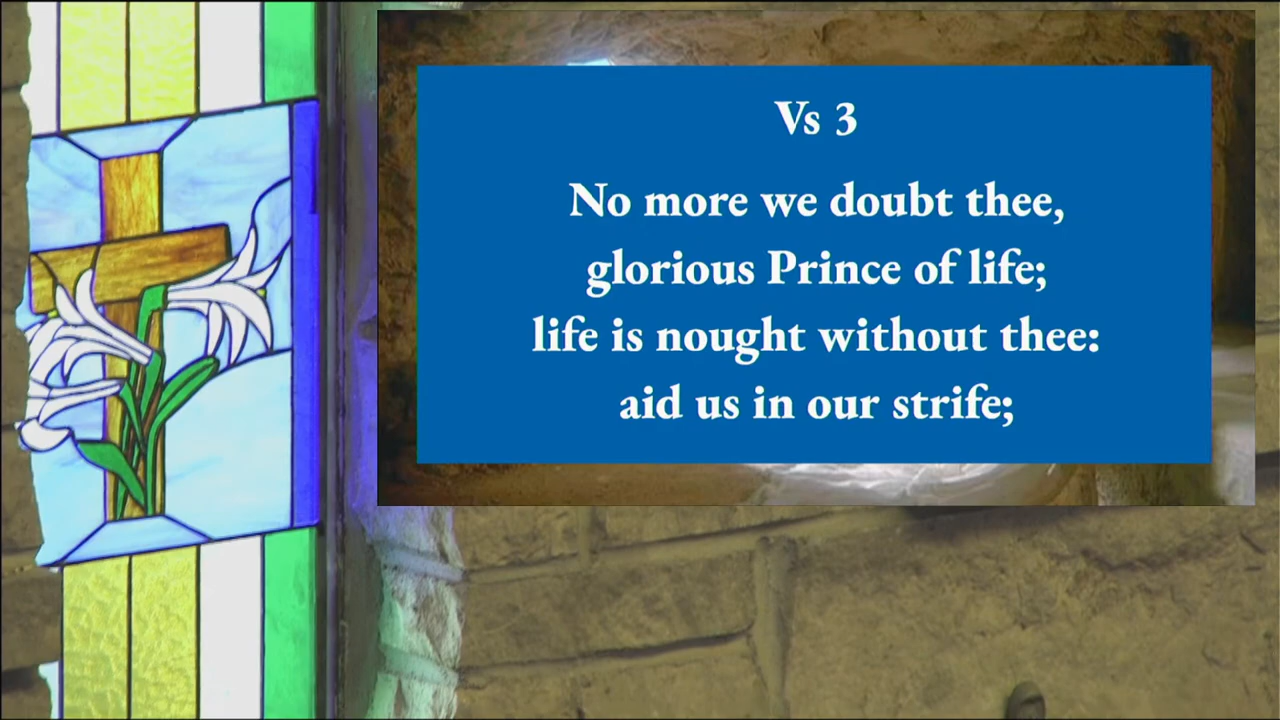 Vs 3
No more we doubt thee,
glorious Prince of life;
life is nought without thee:
aid us in our strife;